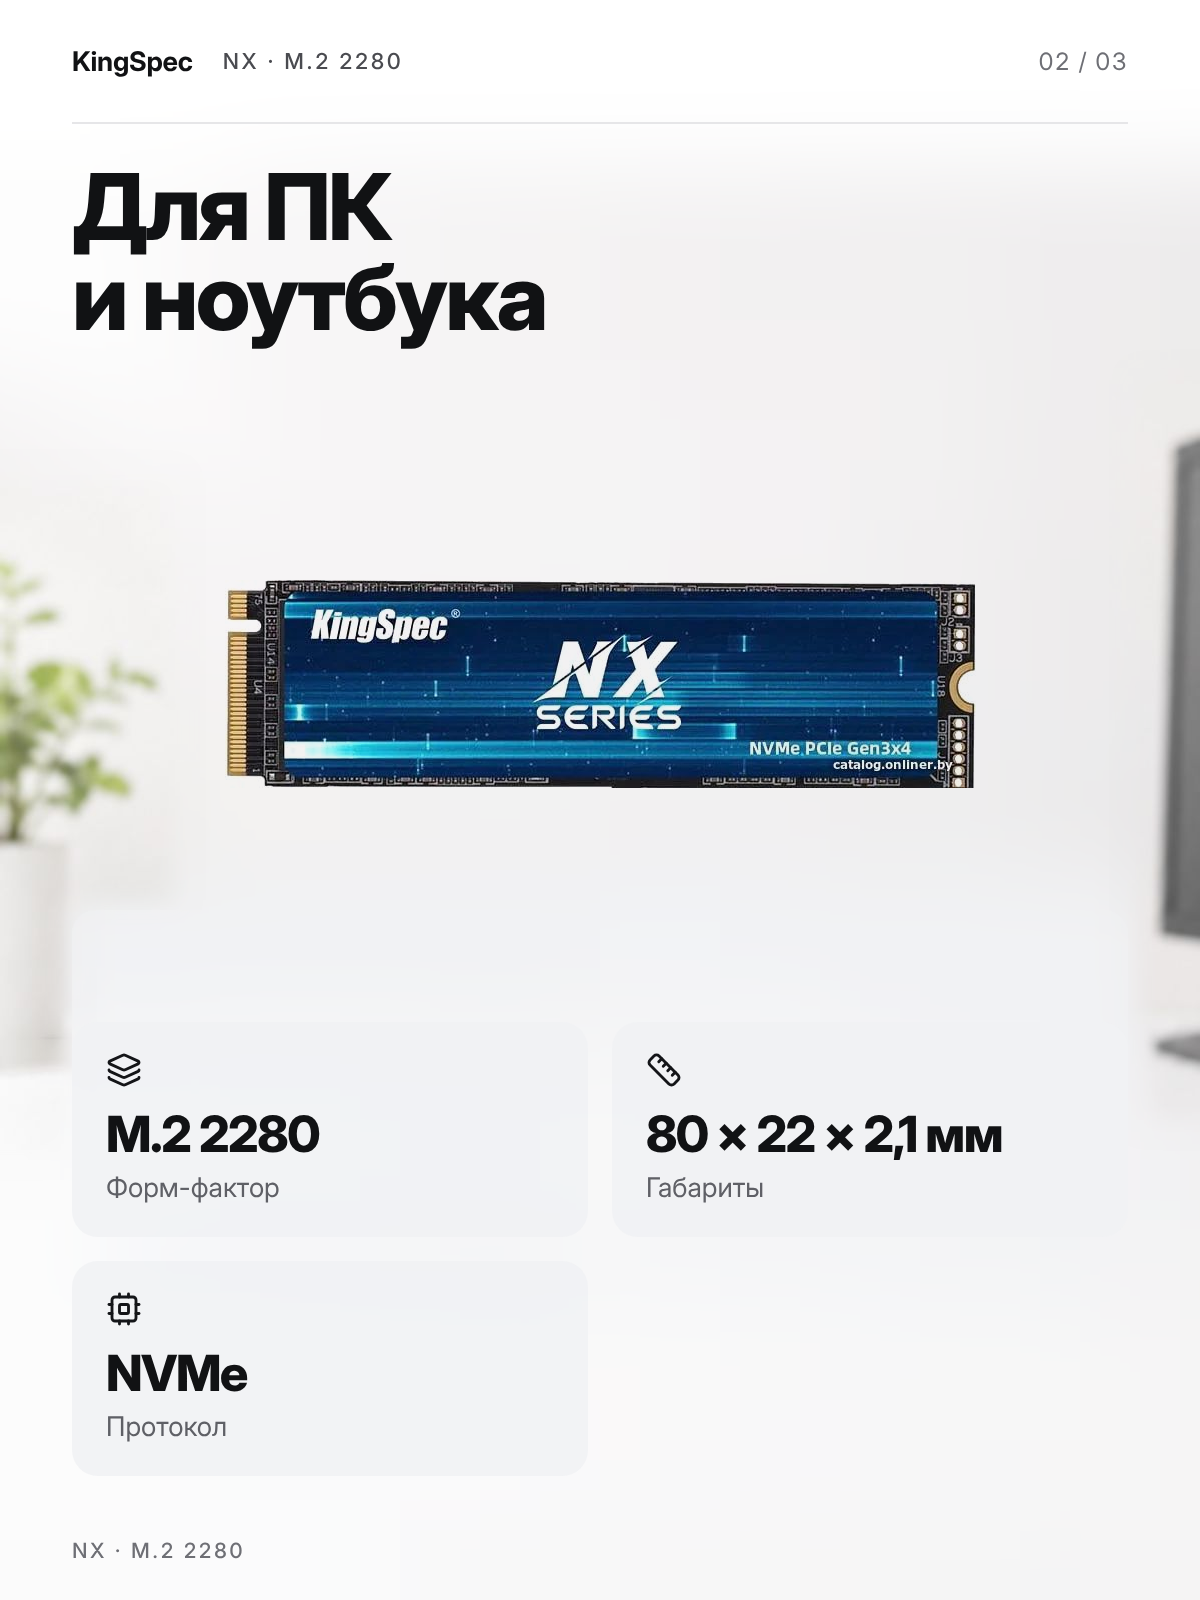 KingSpec NX · M.2 2280 02 / 03
Для ПК
и ноутбука
KingSpec®
NX
SERIES
NVMe PCIe Gen3x4
catalog.onliner.by
M.2 2280
Форм-фактор
80 × 22 × 2,1 мм
Габариты
NVMe
Протокол
NX · M.2 2280